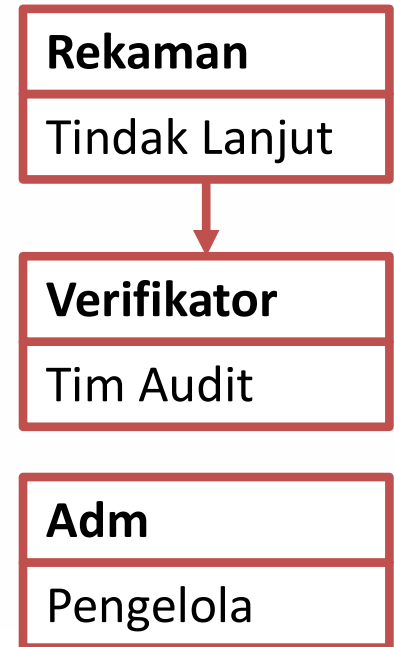 Rekaman
Tindak Lanjut
Verifikator
Tim Audit
Adm
Pengelola